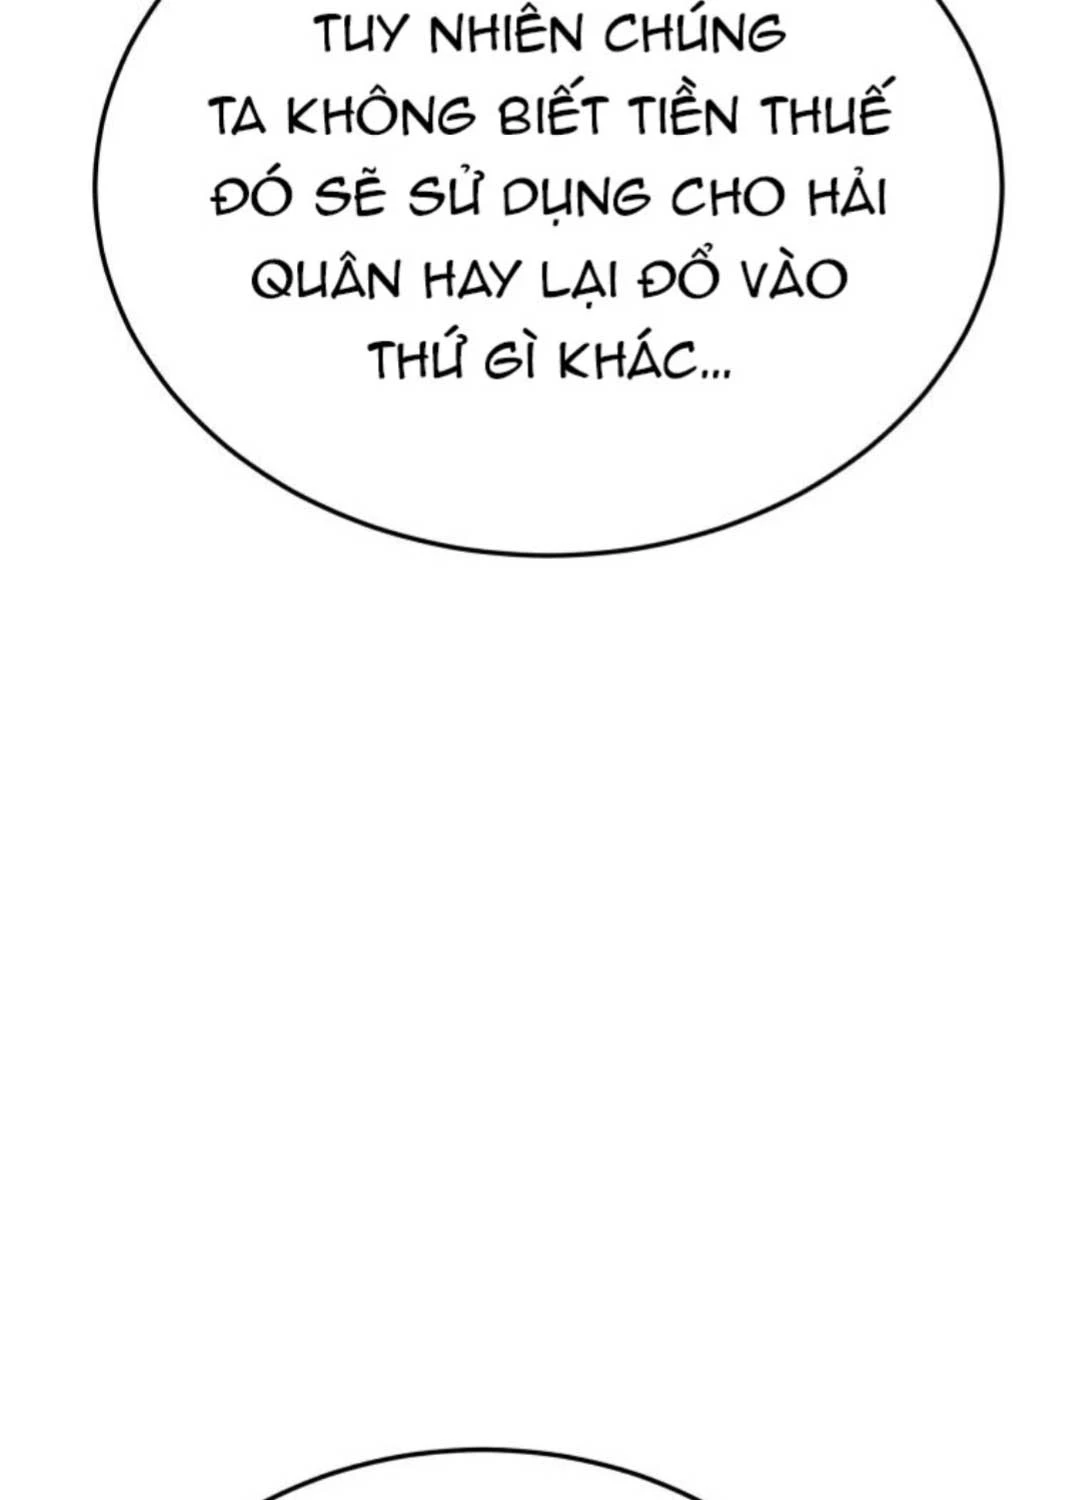 TUY NHIÊN CHÚNG
TA KHÔNG BIẾT TIỀN THUẾ
ĐÓ SẼ SỬ DỤNG CHO HẢI
QUÂN HAY LẠI ĐỔ VÀO
THỨ GÌ KHÁC...